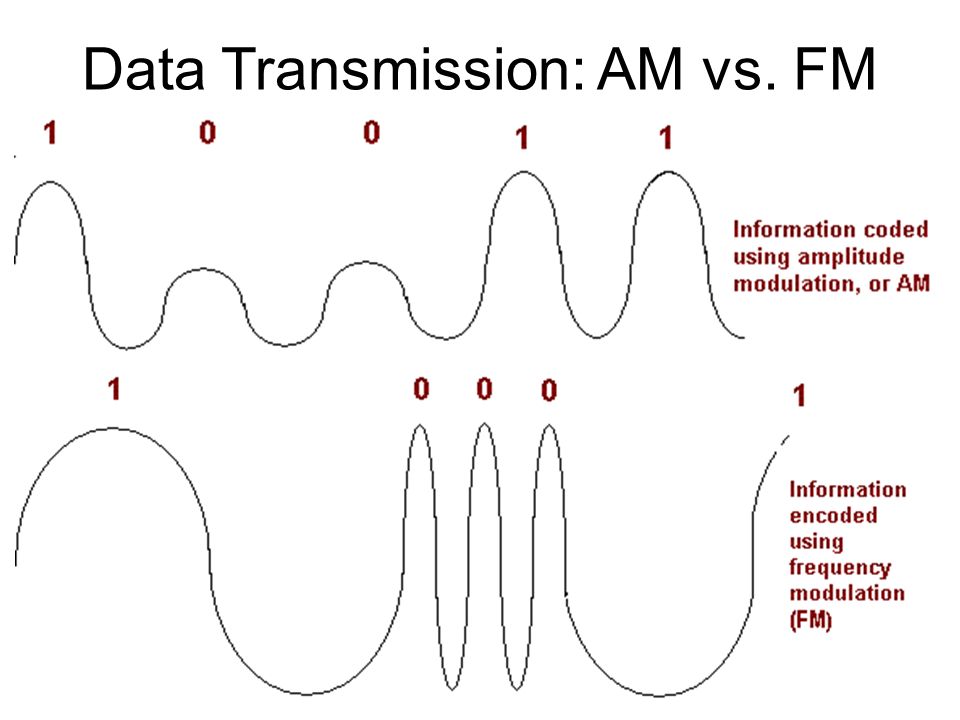 Data Transmission: AM vs. FM
1 0 0 1 1
Information coded
using amplitude
modulation, or AM
1 0 0 0 1
Information
encoded
using
frequency
modulation
(FM)